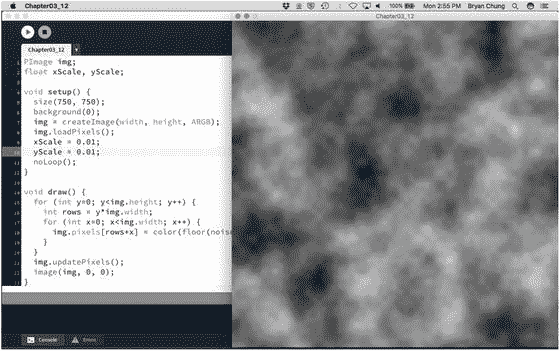 Chapter03_12
100%
Mon 2:55 PM Bryan Chung
Chapter03_12
Chapter03_12
PImage img;
float xScale, yScale;
void setup() {
size(750, 750);
background(0);
img = createImage(width, height, ARGB);
img.loadPixels();
xScale = 0.01;
yScale = 0.01;
noLoop();
}
void draw() {
for (int y=0; y<img.height; y++) {
int rows = y*img.width;
for (int x=0; x<img.width; x++) {
img.pixels[rows+x] = color(floor(nois
}
}
img.updatePixels();
image(img, 0, 0);
}
Console Errors